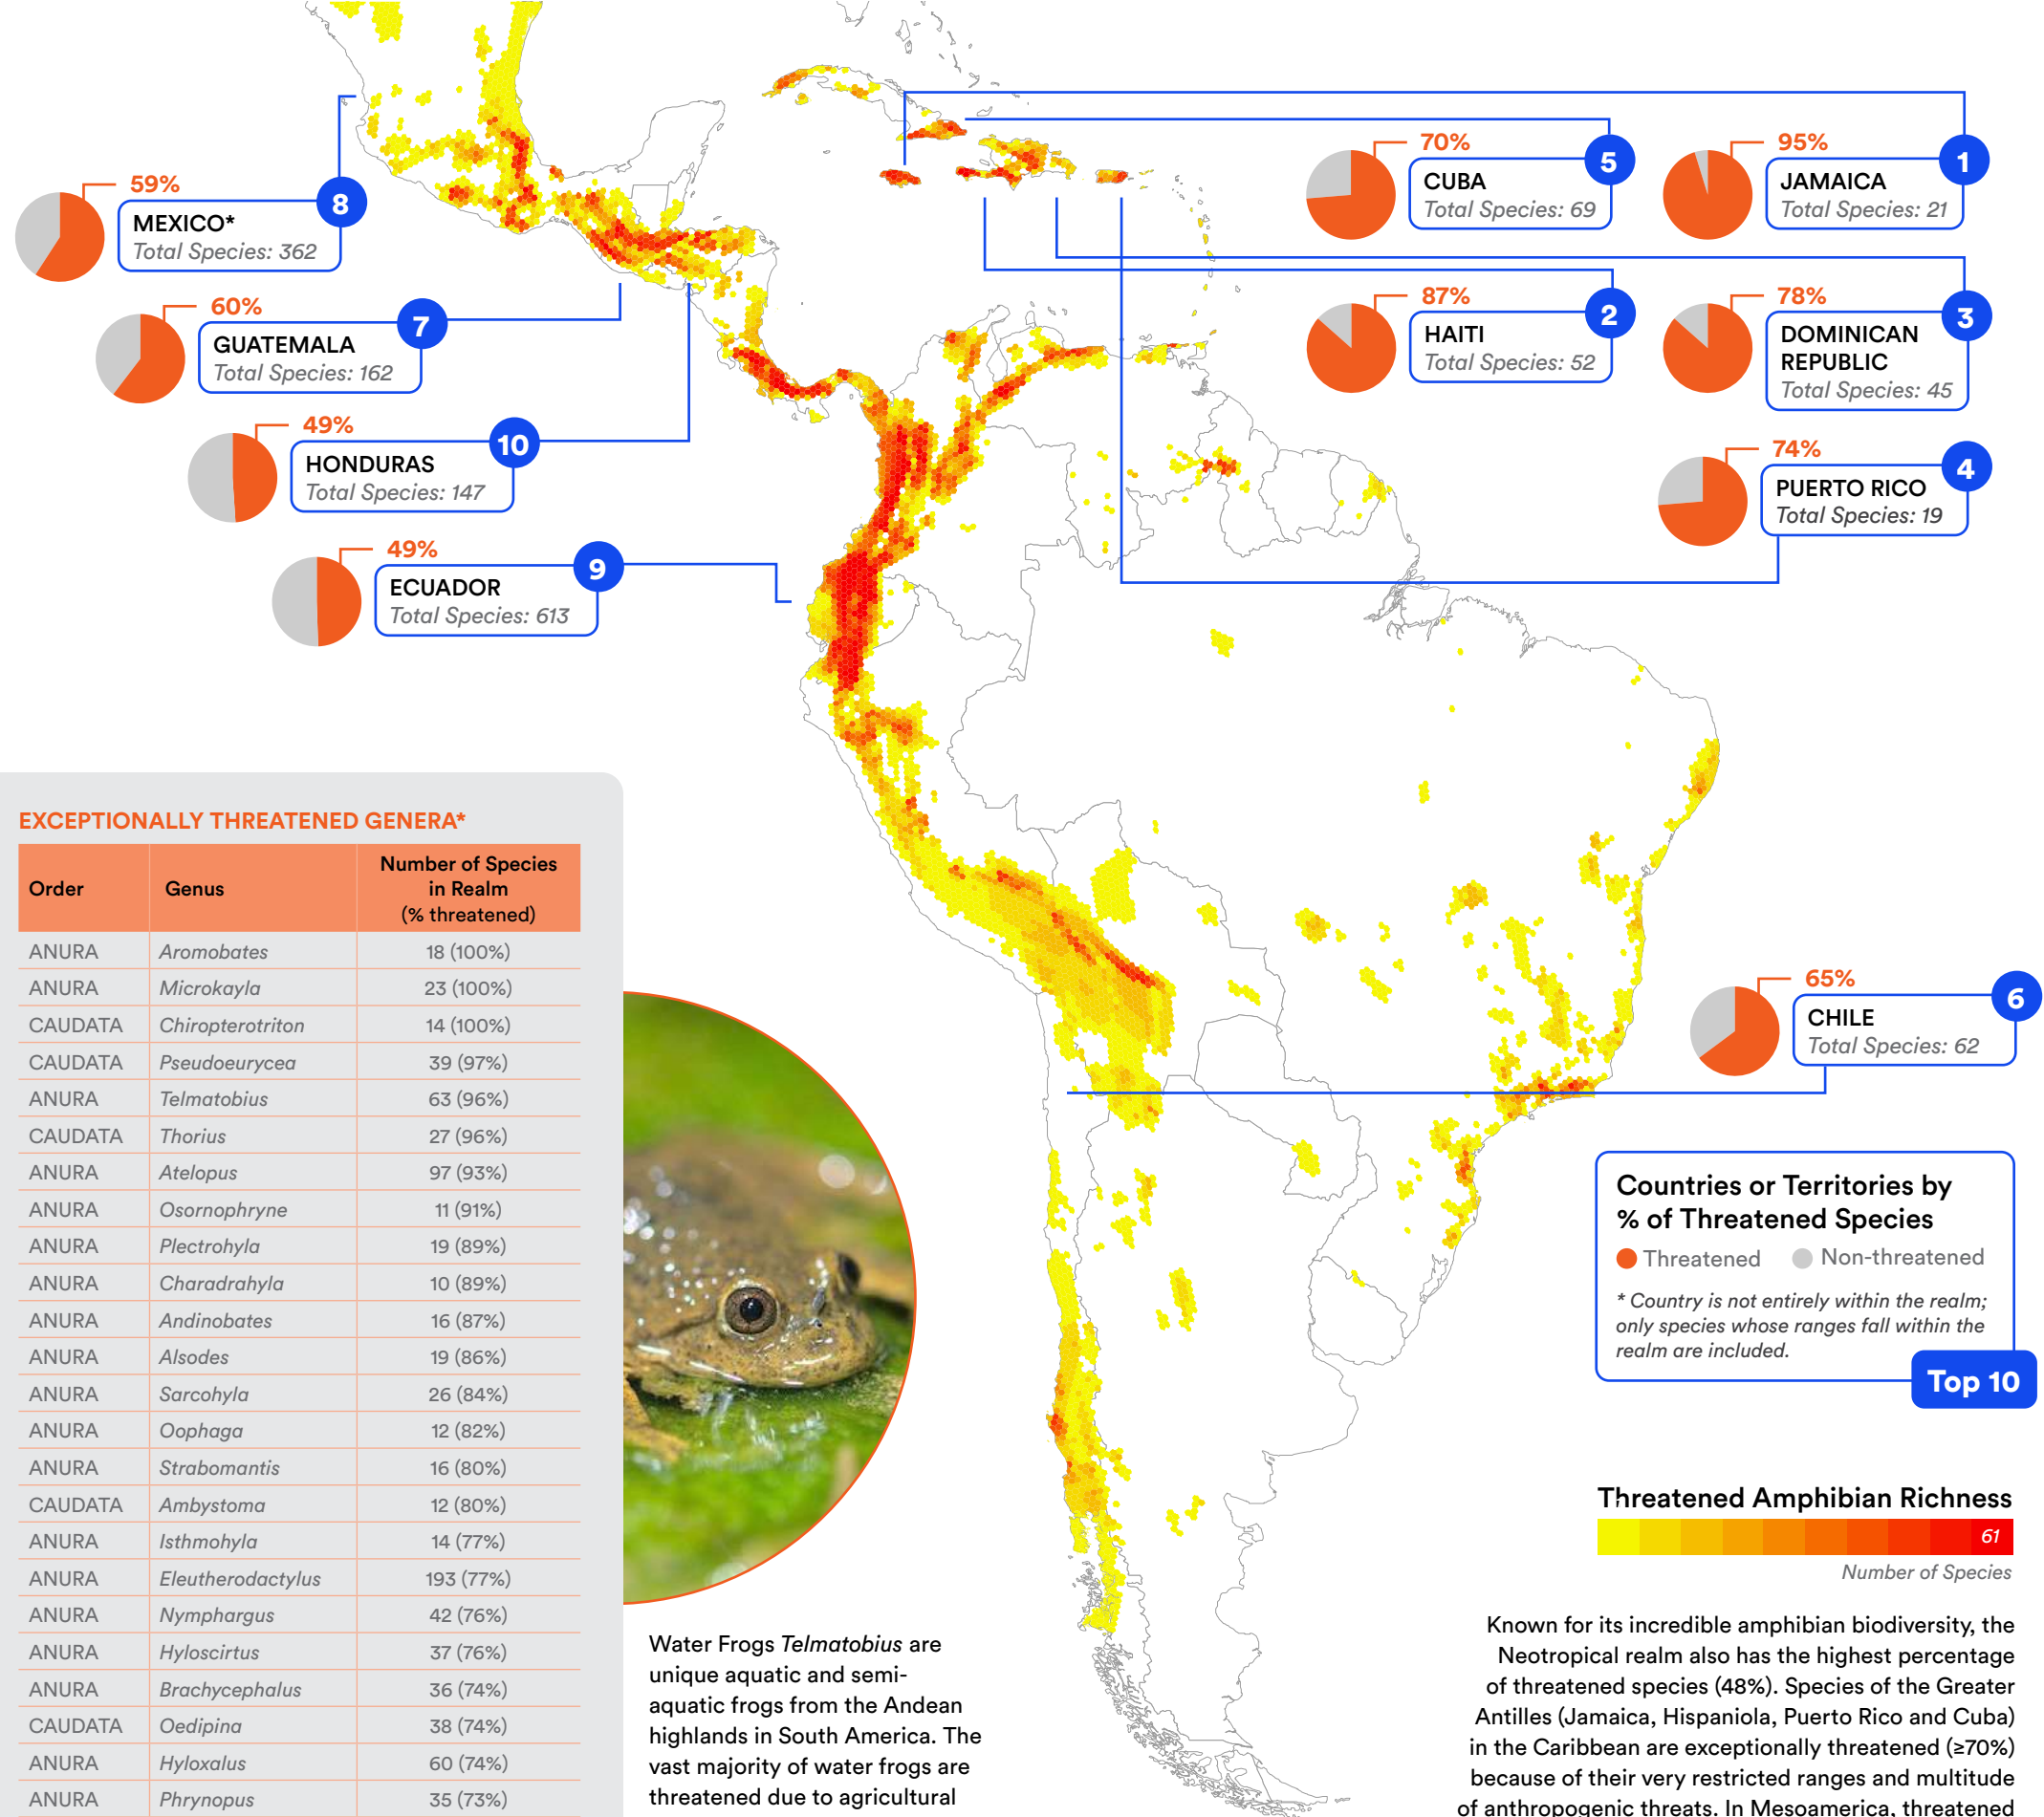 59%
MEXICO*
Total Species: 362
8
60%
GUATEMALA
Total Species: 162
7
49%
HONDURAS
Total Species: 147
10
49%
ECUADOR
Total Species: 613
9
70%
CUBA
Total Species: 69
5
95%
JAMAICA
Total Species: 21
1
87%
HAITI
Total Species: 52
2
78%
DOMINICAN
REPUBLIC
Total Species: 45
3
74%
PUERTO RICO
Total Species: 19
4
65%
CHILE
Total Species: 62
6
EXCEPTIONALLY THREATENED GENERA*
Order Genus Number of Species
in Realm
(% threatened)
ANURA Aromobates 18 (100%)
ANURA Microkayla 23 (100%)
CAUDATA Chiropterotriton 14 (100%)
CAUDATA Pseudoeurycea 39 (97%)
ANURA Telmatobius 63 (96%)
CAUDATA Thorius 27 (96%)
ANURA Atelopus 97 (93%)
ANURA Osornophryne 11 (91%)
ANURA Plectrohyla 19 (89%)
ANURA Charadrahyla 10 (89%)
ANURA Andinobates 16 (87%)
ANURA Alsodes 19 (86%)
ANURA Sarcohyla 26 (84%)
ANURA Oophaga 12 (82%)
ANURA Strabomantis 16 (80%)
CAUDATA Ambystoma 12 (80%)
ANURA Isthmohyla 14 (77%)
ANURA Eleutherodactylus 193 (77%)
ANURA Nymphargus 42 (76%)
ANURA Hyloscirtus 37 (76%)
ANURA Brachycephalus 36 (74%)
CAUDATA Oedipina 38 (74%)
ANURA Hyloxalus 60 (74%)
ANURA Phrynopus 35 (73%)
Water Frogs Telmatobius are
unique aquatic and semi-
aquatic frogs from the Andean
highlands in South America. The
vast majority of water frogs are
threatened due to agricultural
Countries or Territories by
% of Threatened Species
Threatened Non-threatened
* Country is not entirely within the realm;
only species whose ranges fall within the
realm are included.
Top 10
Threatened Amphibian Richness
61
Number of Species
Known for its incredible amphibian biodiversity, the
Neotropical realm also has the highest percentage
of threatened species (48%). Species of the Greater
Antilles (Jamaica, Hispaniola, Puerto Rico and Cuba)
in the Caribbean are exceptionally threatened (≥70%)
because of their very restricted ranges and multitude
of anthropogenic threats. In Mesoamerica, threatened